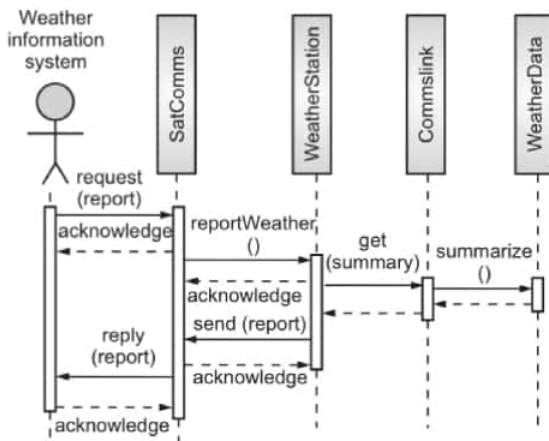 Weather
information
system
SatComms
WeatherStation
Commslink
WeatherData
request
(report)
acknowledge
reportWeather
()
get
(summary)
summarize
()
acknowledge
send (report)
reply
(report)
acknowledge
acknowledge